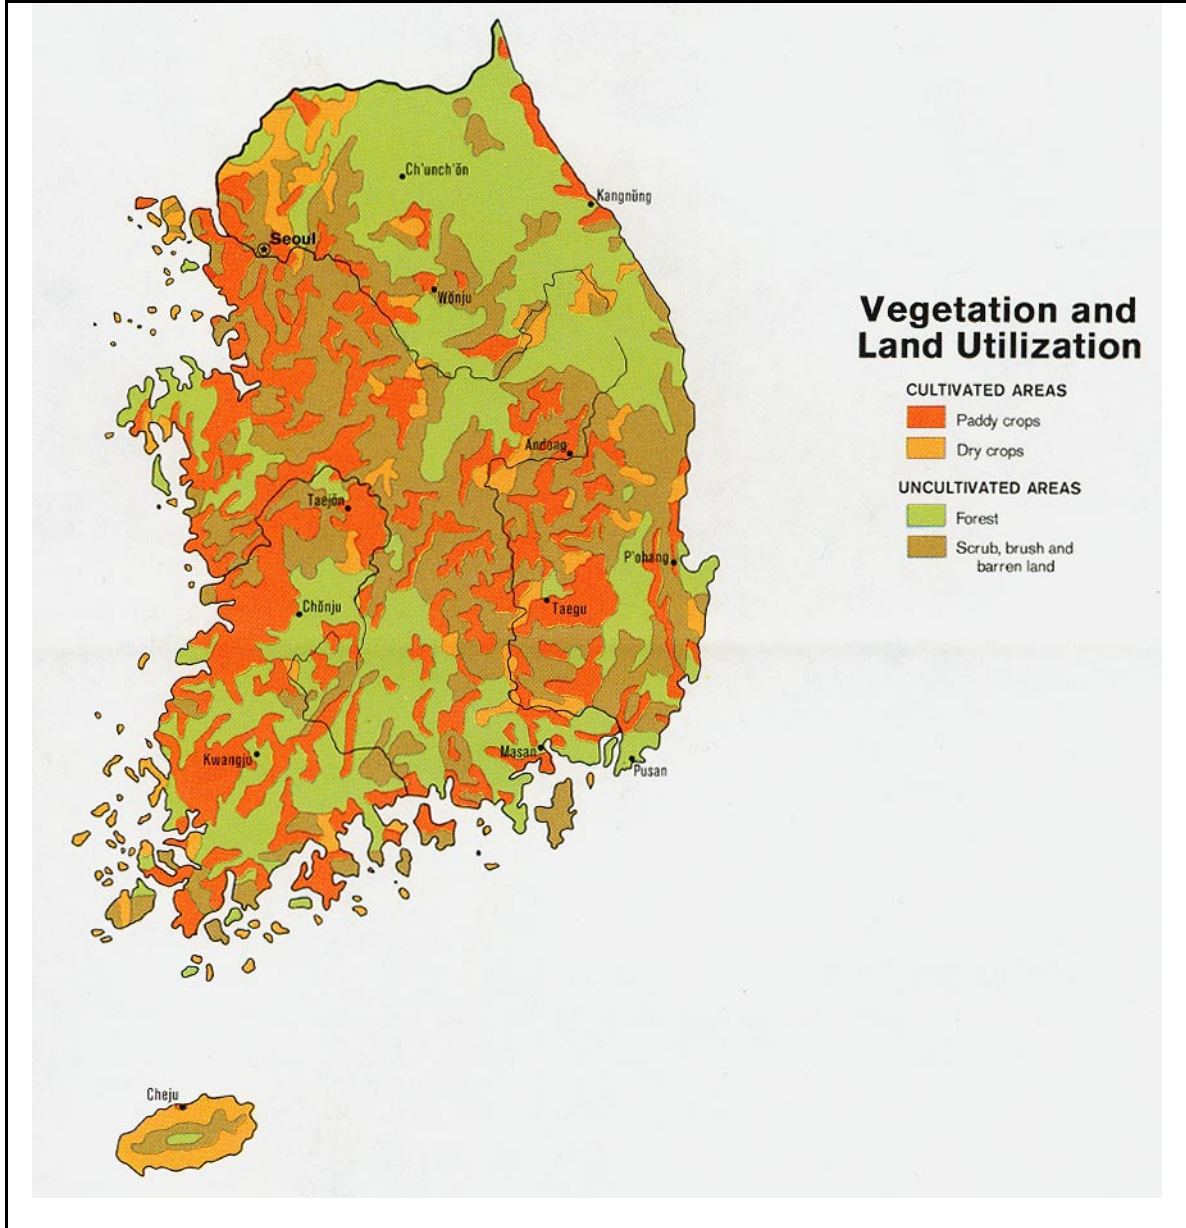 Ch'unch'ŏn
Kangnŭng
Seoul
Wŏnju
Vegetation and
Land Utilization
CULTIVATED AREAS
Paddy crops
Dry crops
UNCULTIVATED AREAS
Forest
Scrub, brush and
barren land
Andong
Taejŏn
P'ohang
Chŏnju
Taegu
Masan
Kwangju
Pusan
Cheju